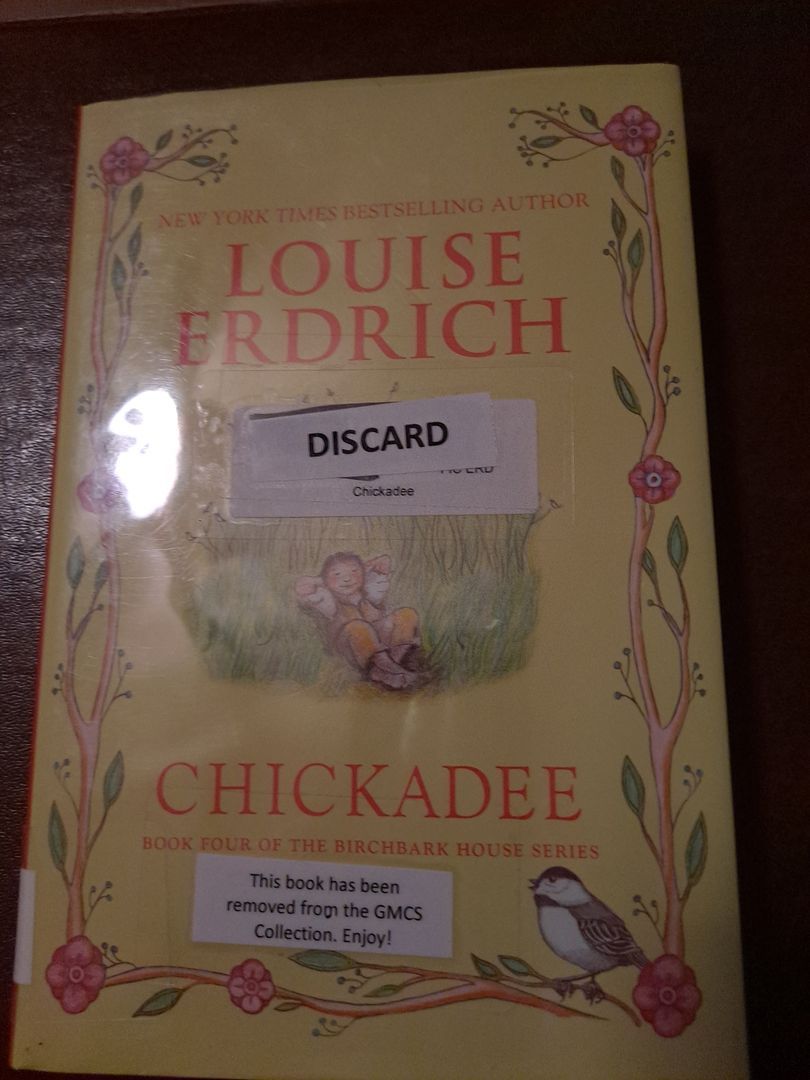 NEW YORK TIMES BESTSELLING AUTHOR
LOUISE
ERDRICH
DISCARD
ERD
Chickadee
CHICKADEE
BOOK FOUR OF THE BIRCHBARK HOUSE SERIES
This book has been
removed from the GMCS
Collection. Enjoy!